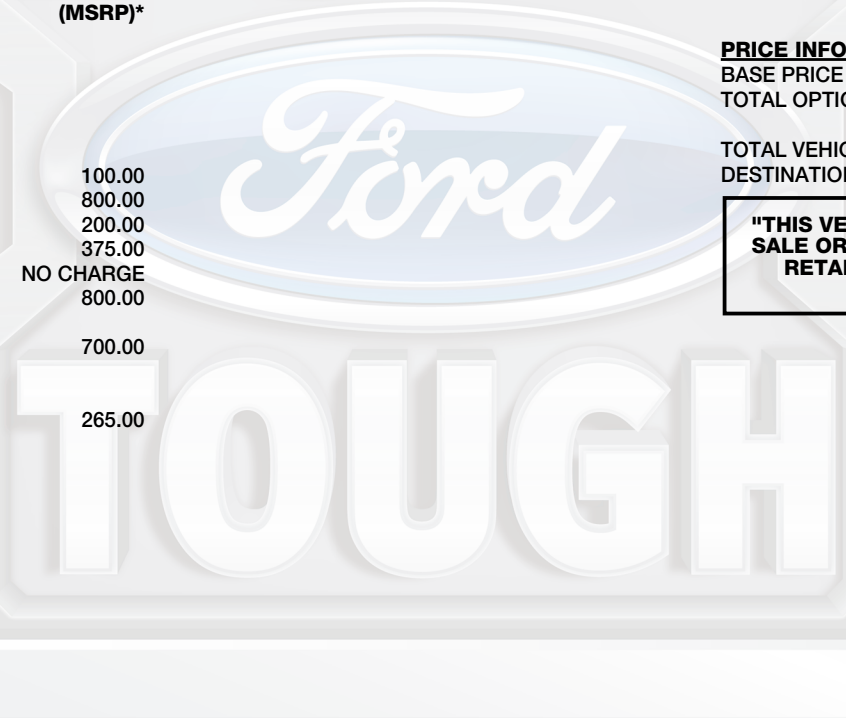 (MSRP)*
100.00
800.00
200.00
375.00
NO CHARGE
800.00
700.00
265.00
PRICE INFO
BASE PRICE
TOTAL OPTIO
TOTAL VEHIC
DESTINATION
"THIS VE
SALE OR
RETAI
Ford
TOUGH